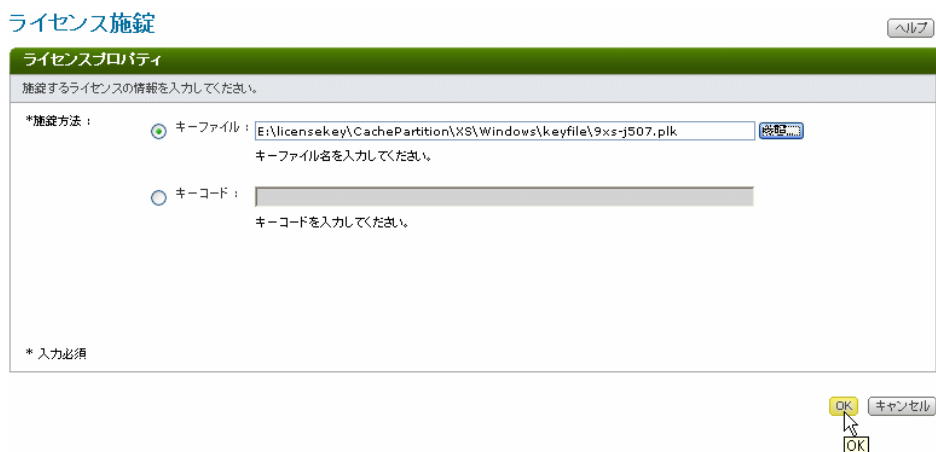 ライセンス施錠
ヘルプ
ライセンスプロパティ
施錠するライセンスの情報を入力してください。
*施錠方法：
キーファイル：
E:\licensekey\CachePartition\XS\Windows\keyfile\9xs-j507.plk
参照...
キーファイル名を入力してください。
キーコード：
キーコードを入力してください。
* 入力必須
OK
キャンセル
OK